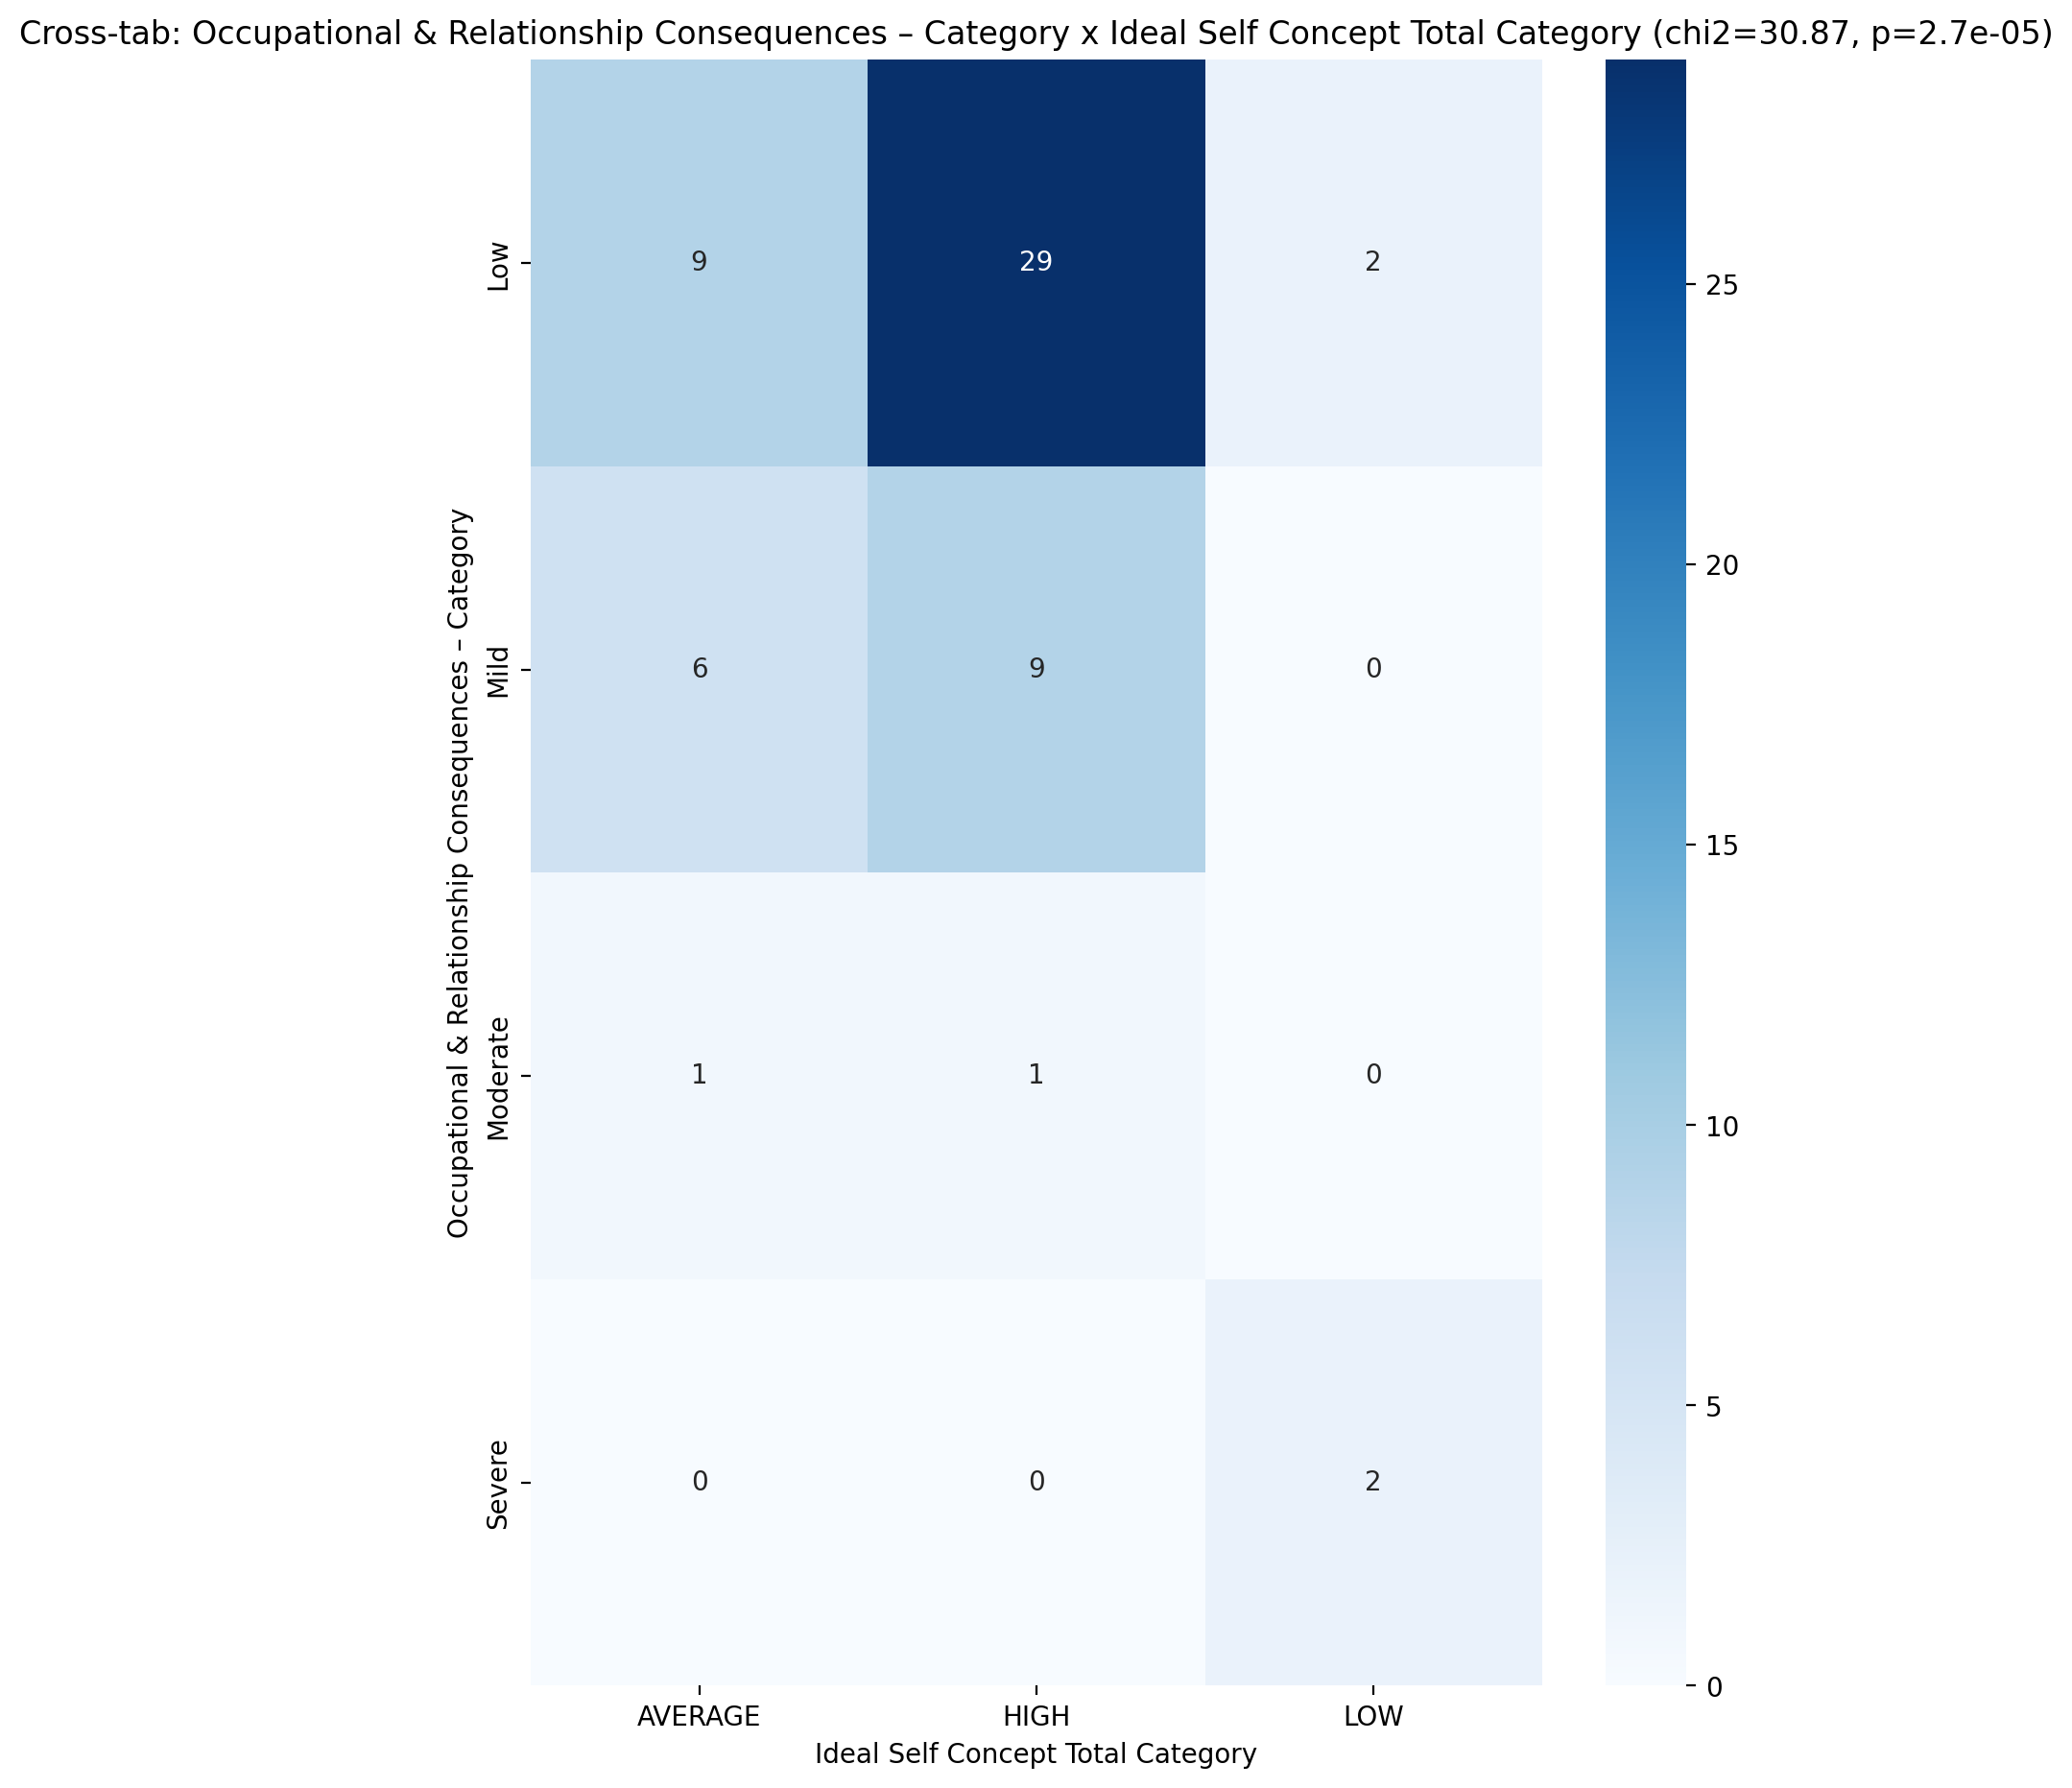 Cross-tab: Occupational & Relationship Consequences – Category x Ideal Self Concept Total Category (chi2=30.87, p=2.7e-05)
Occupational & Relationship Consequences – Category
Low
9
29
2
Mild
6
9
0
Moderate
1
1
0
Severe
0
0
2
AVERAGE
HIGH
LOW
Ideal Self Concept Total Category
25
20
15
10
5
0